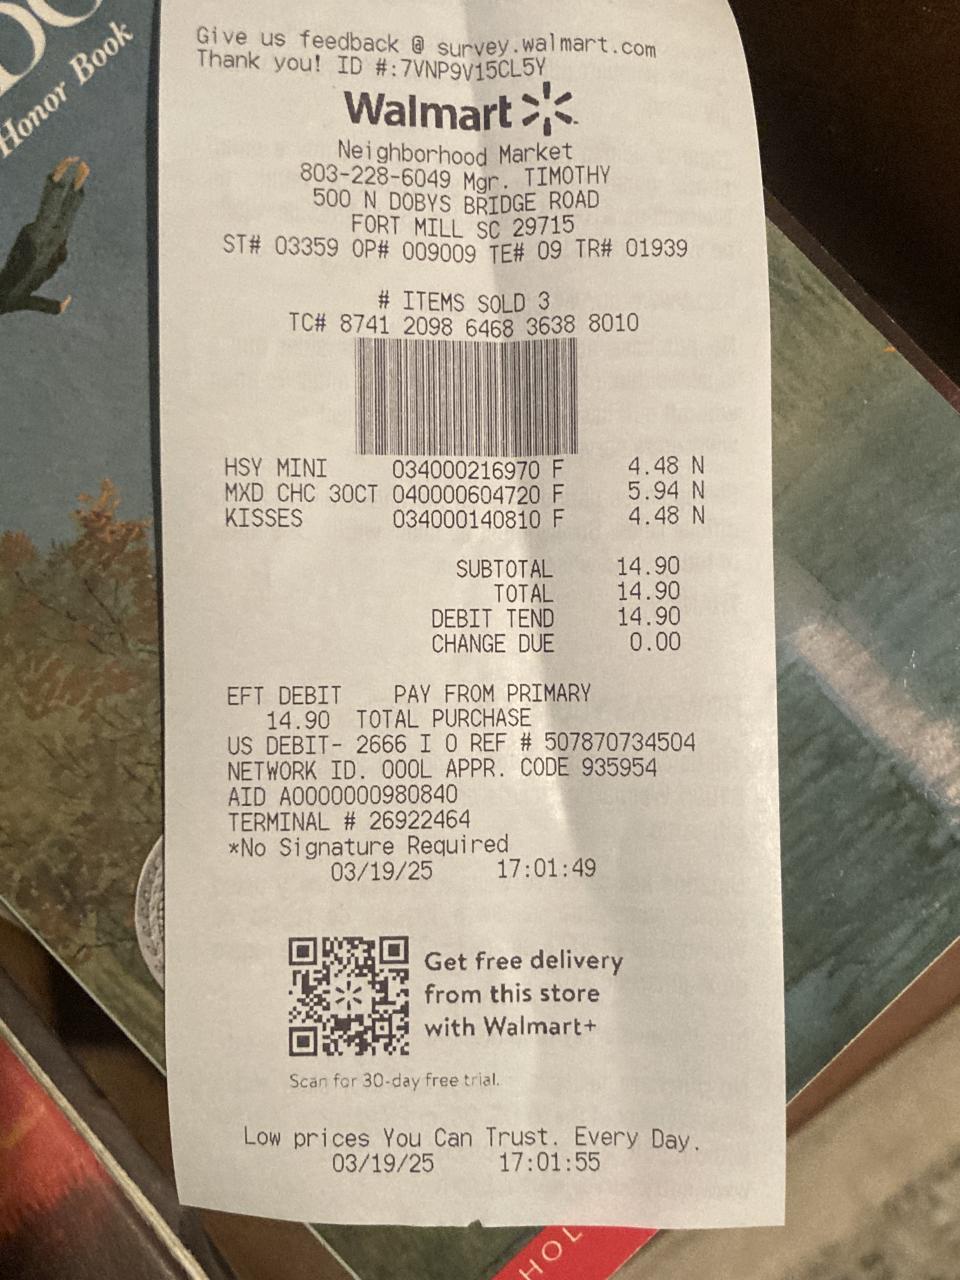 Honor Book
Give us feedback @ survey.walmart.com
Thank you! ID #:7VNP9V15CL5Y
Walmart
Neighborhood Market
803-228-6049 Mgr. TIMOTHY
500 N DOBYS BRIDGE ROAD
FORT MILL SC 29715
ST# 03359 OP# 009009 TE# 09 TR# 01939
# ITEMS SOLD 3
TC# 8741 2098 6468 3638 8010
HSY MINI 034000216970 F 4.48 N
MXD CHC 30CT 040000604720 F 5.94 N
KISSES 034000140810 F 4.48 N
SUBTOTAL 14.90
TOTAL 14.90
DEBIT TEND 14.90
CHANGE DUE 0.00
EFT DEBIT PAY FROM PRIMARY
14.90 TOTAL PURCHASE
US DEBIT- 2666 I 0 REF # 507870734504
NETWORK ID. 000L APPR. CODE 935954
AID A0000000980840
TERMINAL # 26922464
*No Signature Required
03/19/25 17:01:49
Get free delivery
from this store
with Walmart+
Scan for 30-day free trial.
Low prices You Can Trust. Every Day.
03/19/25 17:01:55
HOL